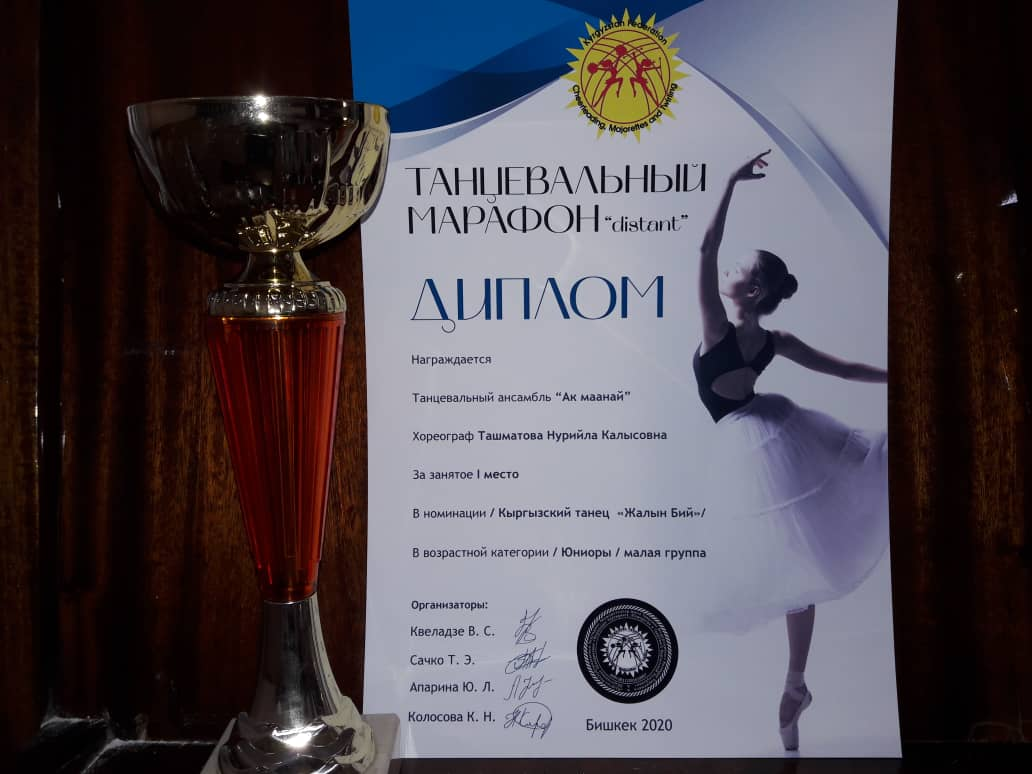 Kyrgyzstan Federation
Cheerleading, Majorettes and Twirling
ТАНЦЕВАЛЬНЫЙ
МАРАФОН “distant”
ДИПЛОМ
Награждается
Танцевальный ансамбль “Ак маанай”
Хореограф Ташматова Нурийла Калысовна
За занятое I место
В номинации / Кыргызский танец «Жалын Бий»/
В возрастной категории / Юниоры / малая группа
Организаторы:
Квеладзе В. С.
Сачко Т. Э.
Апарина Ю. Л.
Колосова К. Н.
Бишкек 2020